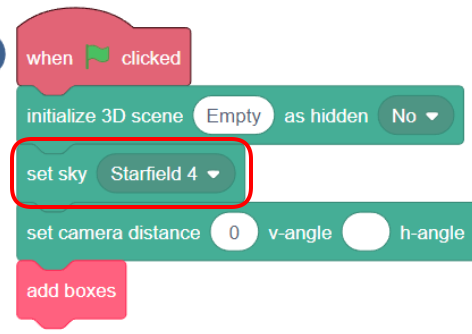 when clicked
initialize 3D scene Empty as hidden No
set sky Starfield 4
set camera distance 0 v-angle h-angle
add boxes